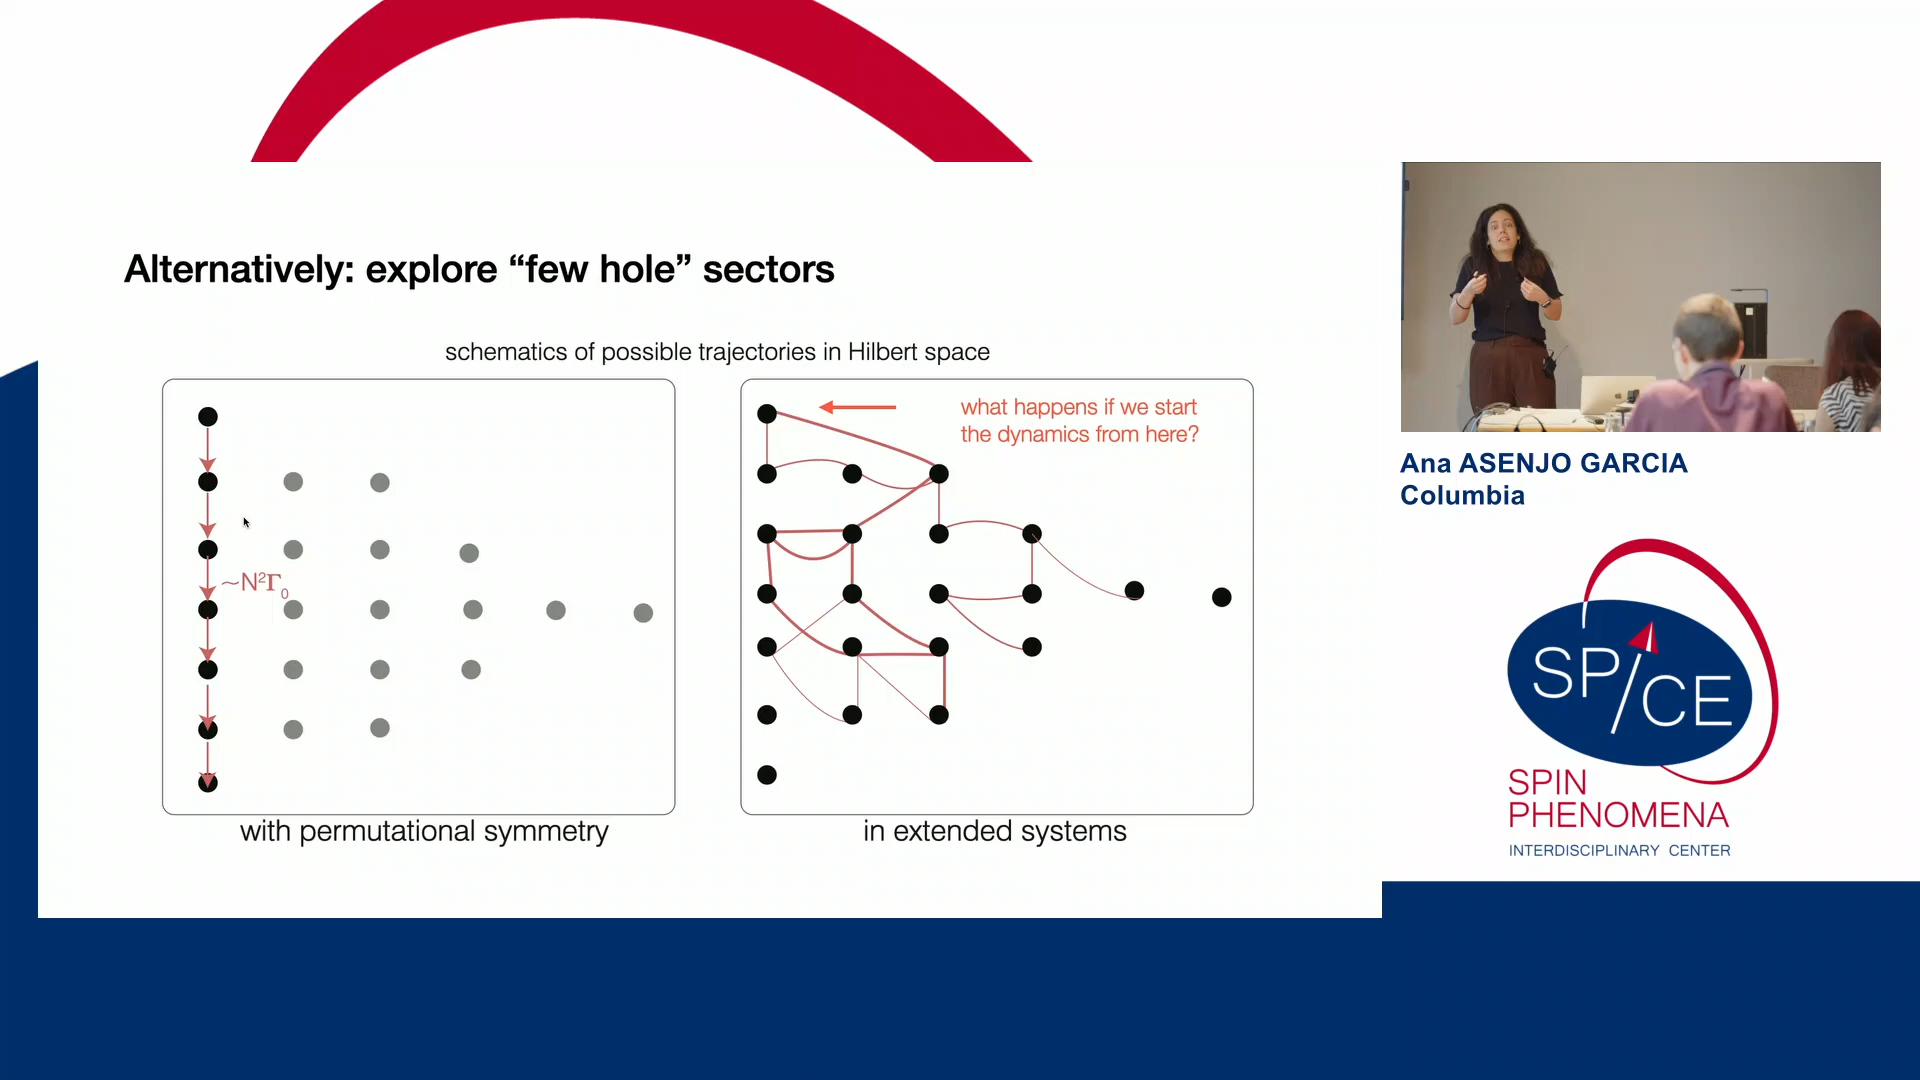 Alternatively: explore “few hole” sectors
schematics of possible trajectories in Hilbert space
~N²Γ₀
what happens if we start
the dynamics from here?
with permutational symmetry
in extended systems
Ana ASENJO GARCIA
Columbia
SP/CE
SPIN
PHENOMENA
INTERDISCIPLINARY CENTER